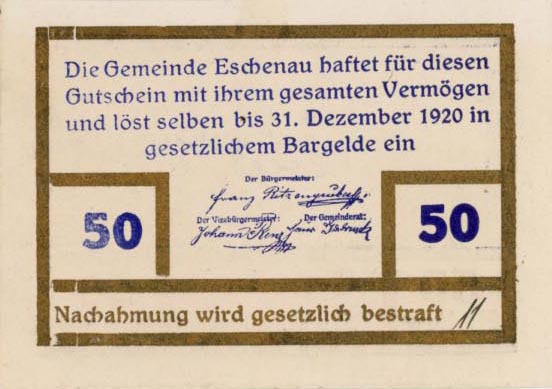 Die Gemeinde Eschenau haftet für diesen
Gutschein mit ihrem gesamten Vermögen
und löst selben bis 31. Dezember 1920 in
gesetzlichem Bargelde ein
Der Bürgermeister:
Franz
Der Vizebürgermeister: Der Gemeinderat:
Johann
50
50
Nachahmung wird gesetzlich bestraft